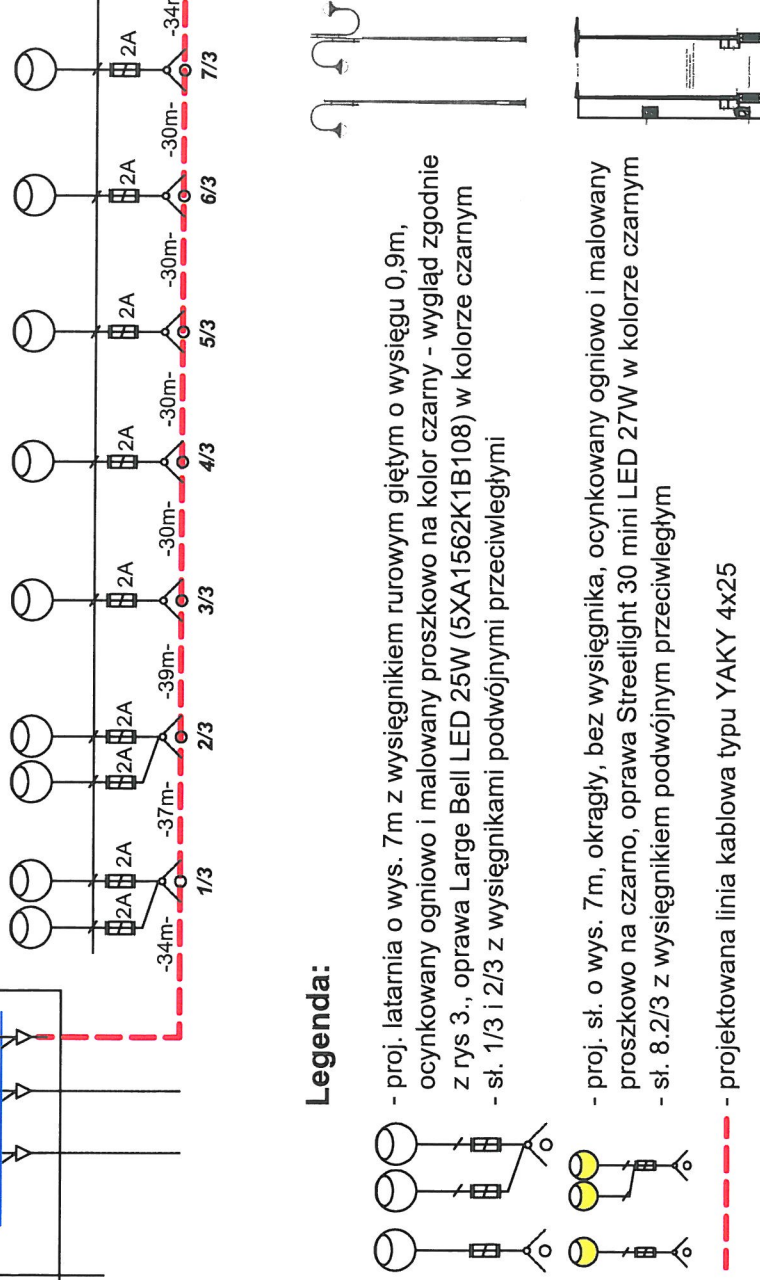 2A 2A 2A 2A 2A 2A 2A 2A 2A
-34m- -37m- -39m- -30m- -30m- -30m- -30m- -34m
1/3 2/3 3/3 4/3 5/3 6/3 7/3
Legenda:
- proj. latarnia o wys. 7m z wysięgnikiem rurowym giętym o wysięgu 0,9m,
ocynkowany ogniowo i malowany proszkowo na kolor czarny - wygląd zgodnie
z rys 3., oprawa Large Bell LED 25W (5XA1562K1B108) w kolorze czarnym
- sł. 1/3 i 2/3 z wysięgnikami podwójnymi przeciwległymi
- proj. sł. o wys. 7m, okrągły, bez wysięgnika, ocynkowany ogniowo i malowany
proszkowo na czarno, oprawa Streetlight 30 mini LED 27W w kolorze czarnym
- sł. 8.2/3 z wysięgnikiem podwójnym przeciwległym
- projektowana linia kablowa typu YAKY 4x25